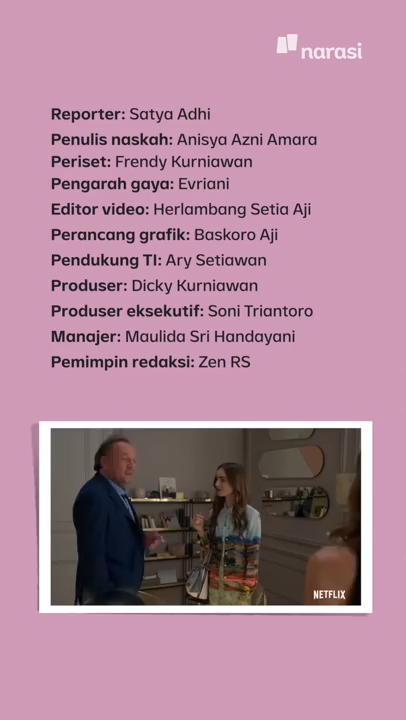 narasi
Reporter: Satya Adhi
Penulis naskah: Anisya Azni Amara
Periset: Frendy Kurniawan
Pengarah gaya: Evriani
Editor video: Herlambang Setia Aji
Perancang grafik: Baskoro Aji
Pendukung TI: Ary Setiawan
Produser: Dicky Kurniawan
Produser eksekutif: Soni Triantoro
Manajer: Maulida Sri Handayani
Pemimpin redaksi: Zen RS
NETFLIX